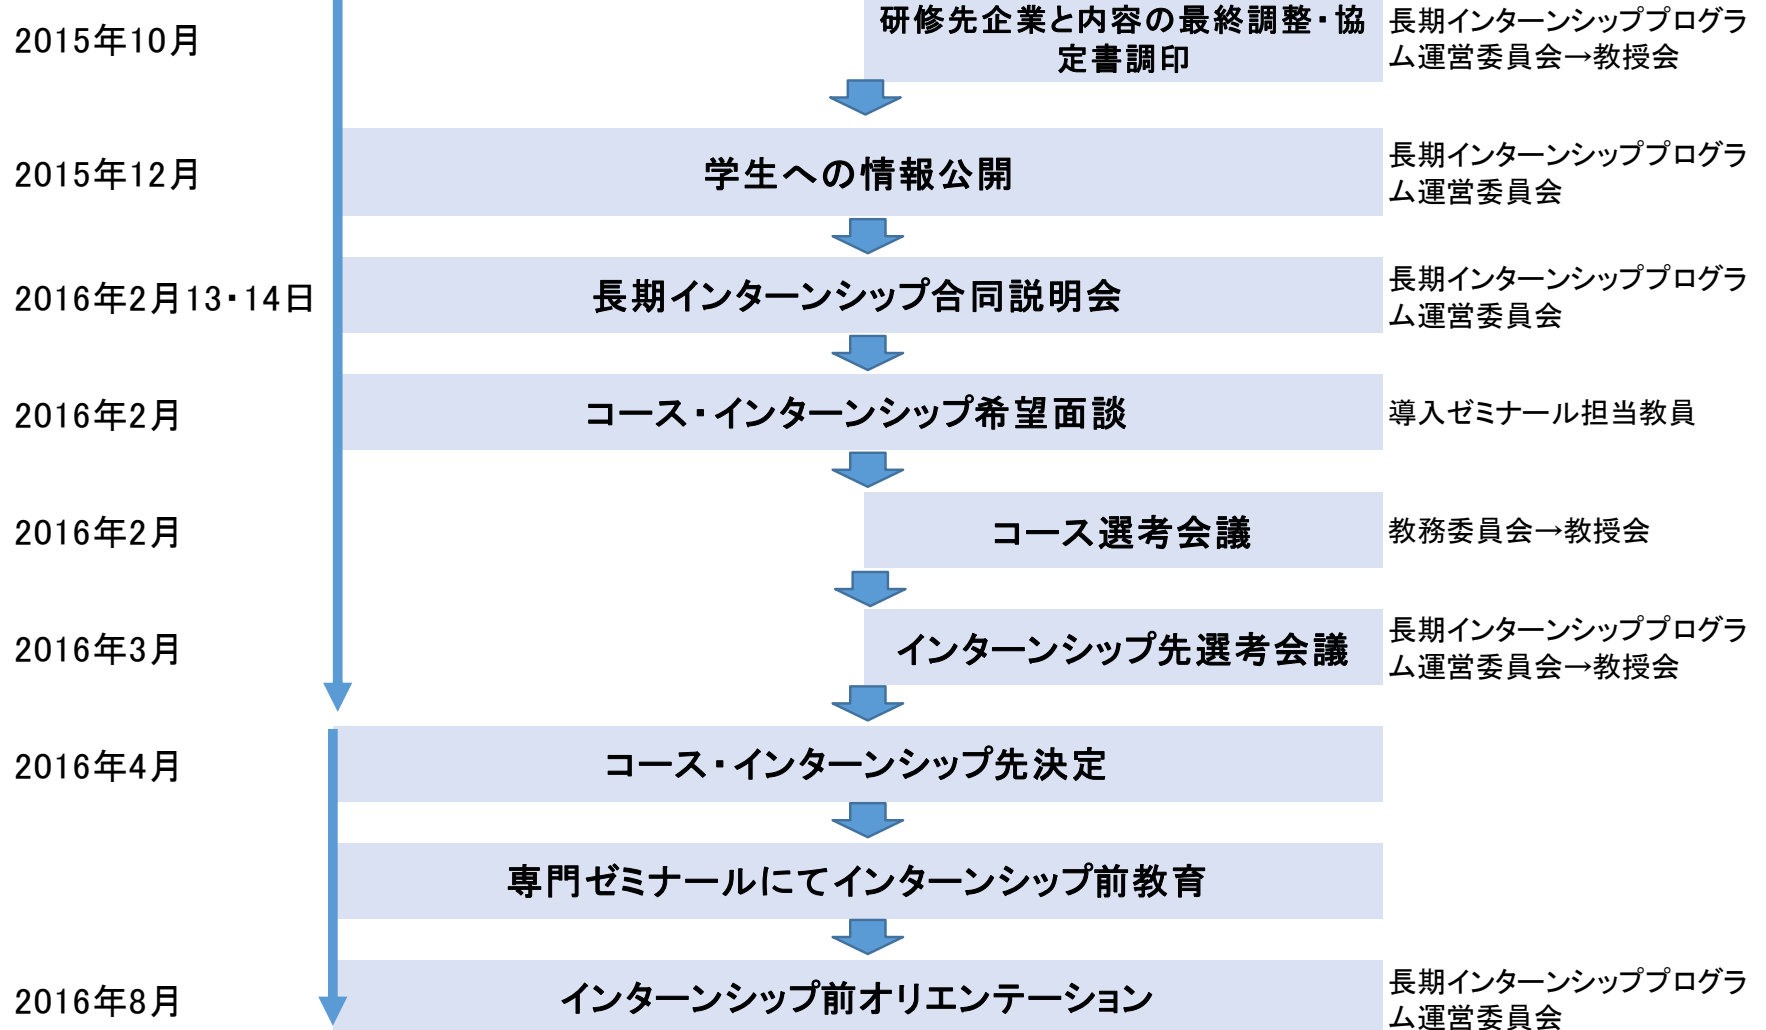 2015年10月
研修先企業と内容の最終調整・協
定書調印
長期インターンシッププログラ
ム運営委員会→教授会
2015年12月
学生への情報公開
長期インターンシッププログラ
ム運営委員会
2016年2月13・14日
長期インターンシップ合同説明会
長期インターンシッププログラ
ム運営委員会
2016年2月
コース・インターンシップ希望面談
導入ゼミナール担当教員
2016年2月
コース選考会議
教務委員会→教授会
2016年3月
インターンシップ先選考会議
長期インターンシッププログラ
ム運営委員会→教授会
2016年4月
コース・インターンシップ先決定
専門ゼミナールにてインターンシップ前教育
2016年8月
インターンシップ前オリエンテーション
長期インターンシッププログラ
ム運営委員会